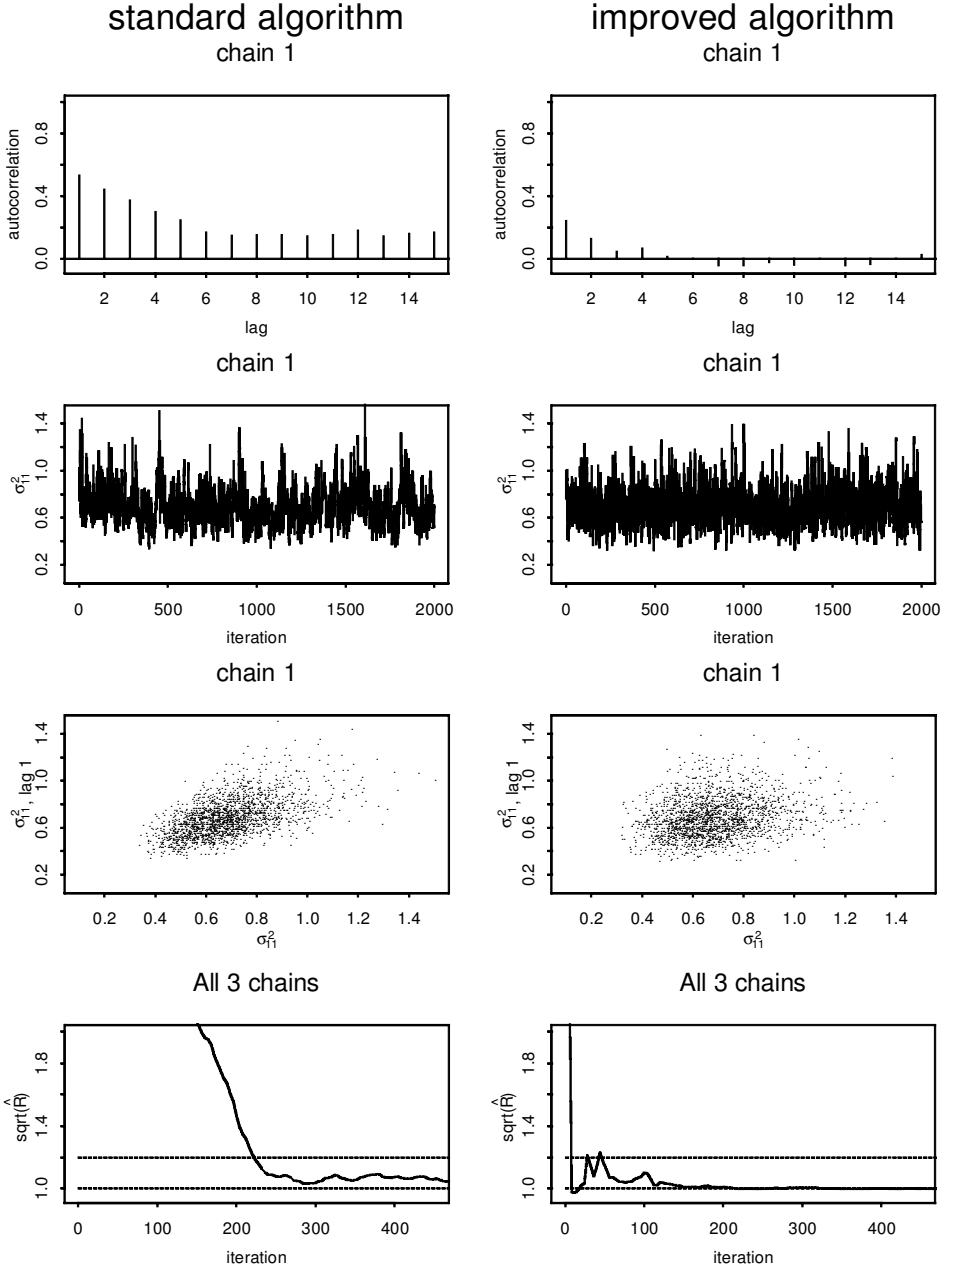 standard algorithm
improved algorithm
chain 1
chain 1
autocorrelation
0.0 0.4 0.8
2 4 6 8 10 12 14
lag
autocorrelation
0.0 0.4 0.8
2 4 6 8 10 12 14
lag
chain 1
chain 1
σ²₁₁
0.2 0.6 1.0 1.4
0 500 1000 1500 2000
iteration
σ²₁₁
0.2 0.6 1.0 1.4
0 500 1000 1500 2000
iteration
chain 1
chain 1
σ²₁₁, lag 1
0.2 0.6 1.0 1.4
0.2 0.4 0.6 0.8 1.0 1.2 1.4
σ²₁₁
σ²₁₁, lag 1
0.2 0.6 1.0 1.4
0.2 0.4 0.6 0.8 1.0 1.2 1.4
σ²₁₁
All 3 chains
All 3 chains
sqrt(R̂)
1.0 1.4 1.8
0 100 200 300 400
iteration
sqrt(R̂)
1.0 1.4 1.8
0 100 200 300 400
iteration